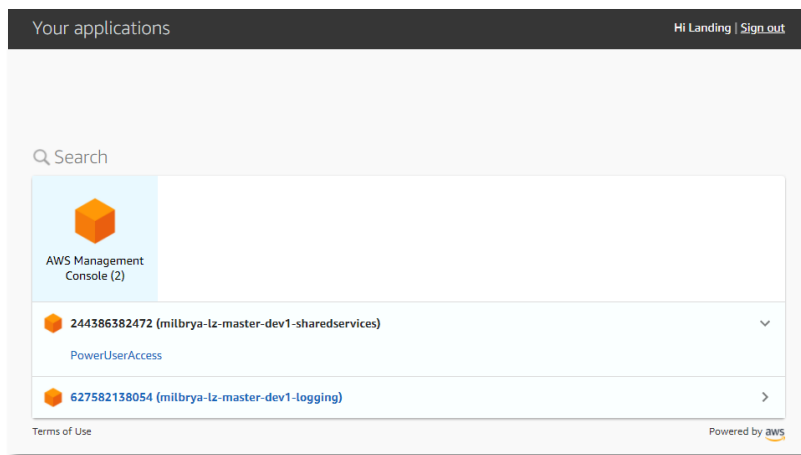 Your applications
Hi Landing | Sign out
Search
AWS Management
Console (2)
244386382472 (milbrya-lz-master-dev1-sharedservices)
PowerUserAccess
627582138054 (milbrya-lz-master-dev1-logging)
Terms of Use
Powered by aws